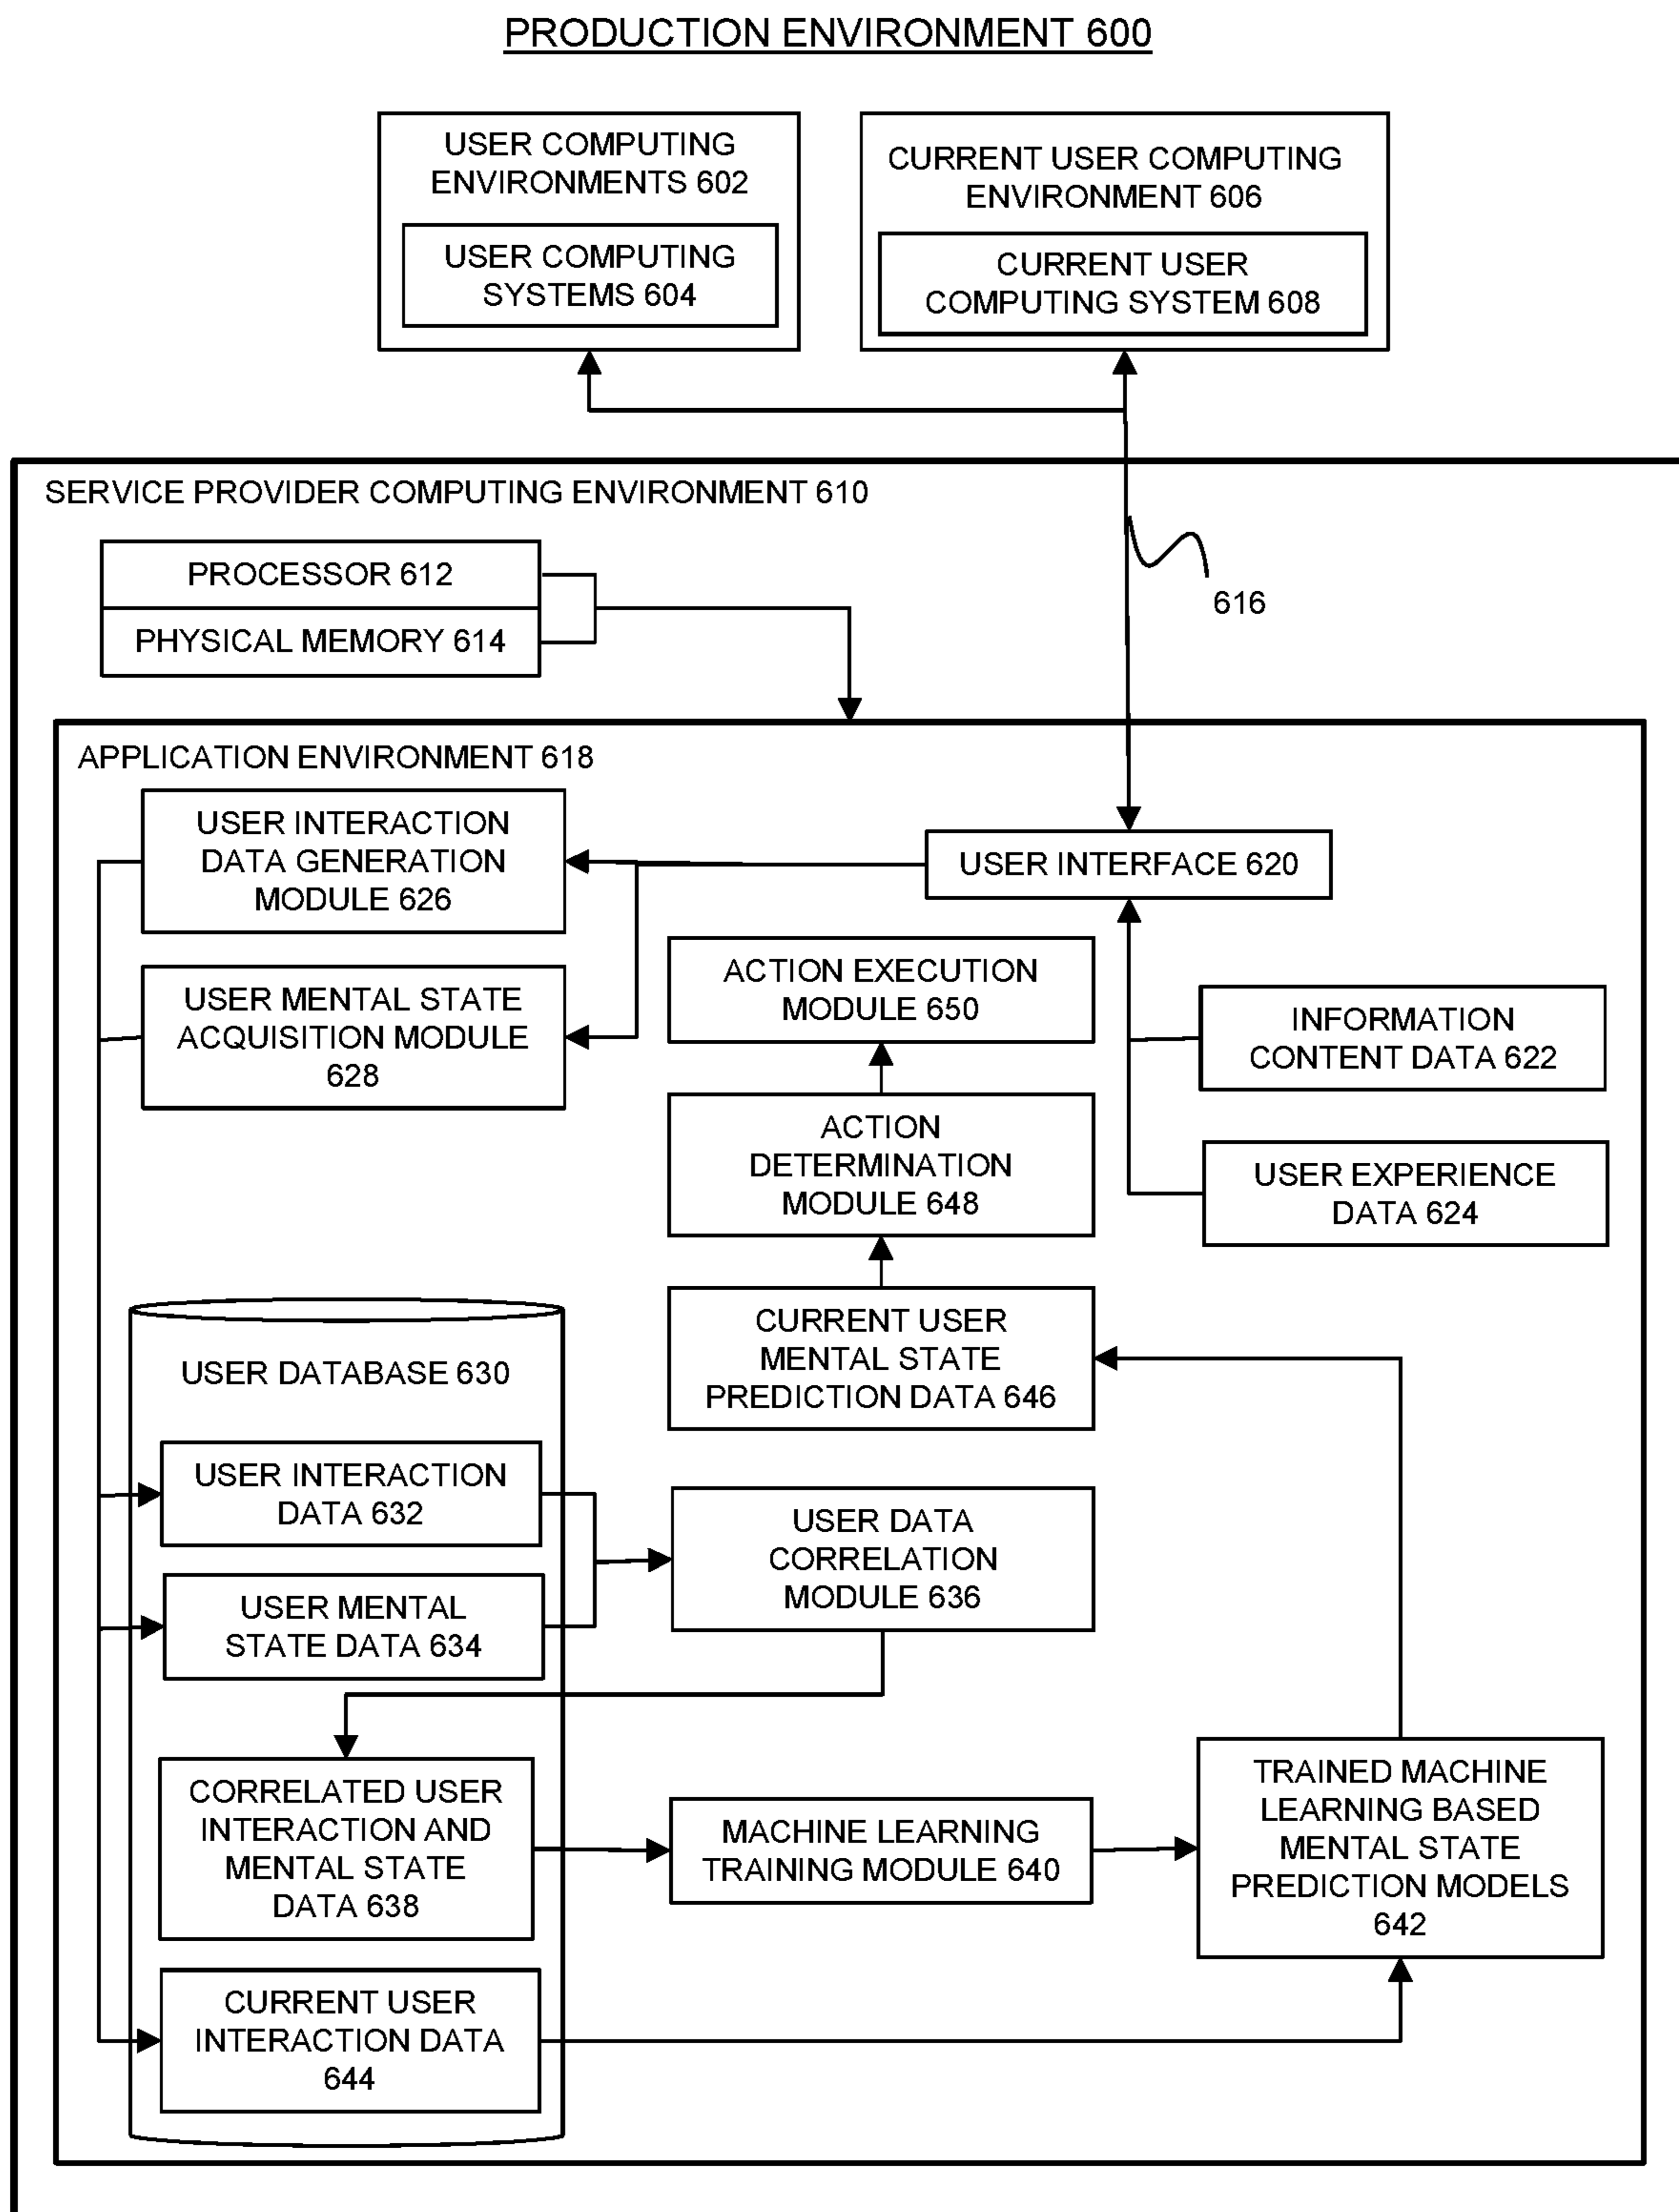 PRODUCTION ENVIRONMENT 600
USER COMPUTING
ENVIRONMENTS 602
USER COMPUTING
SYSTEMS 604
CURRENT USER COMPUTING
ENVIRONMENT 606
CURRENT USER
COMPUTING SYSTEM 608
SERVICE PROVIDER COMPUTING ENVIRONMENT 610
PROCESSOR 612
PHYSICAL MEMORY 614
616
APPLICATION ENVIRONMENT 618
USER INTERACTION
DATA GENERATION
MODULE 626
USER INTERFACE 620
USER MENTAL STATE
ACQUISITION MODULE
628
ACTION EXECUTION
MODULE 650
INFORMATION
CONTENT DATA 622
ACTION
DETERMINATION
MODULE 648
USER EXPERIENCE
DATA 624
CURRENT USER
MENTAL STATE
PREDICTION DATA 646
USER DATABASE 630
USER INTERACTION
DATA 632
USER DATA
CORRELATION
MODULE 636
USER MENTAL
STATE DATA 634
CORRELATED USER
INTERACTION AND
MENTAL STATE
DATA 638
MACHINE LEARNING
TRAINING MODULE 640
TRAINED MACHINE
LEARNING BASED
MENTAL STATE
PREDICTION MODELS
642
CURRENT USER
INTERACTION DATA
644